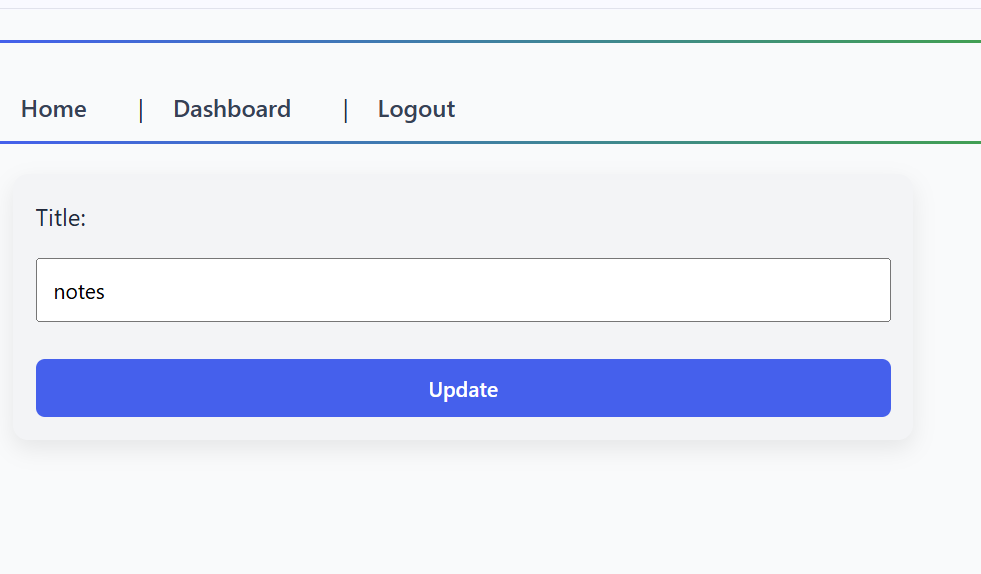 Home | Dashboard | Logout
Title:
notes
Update